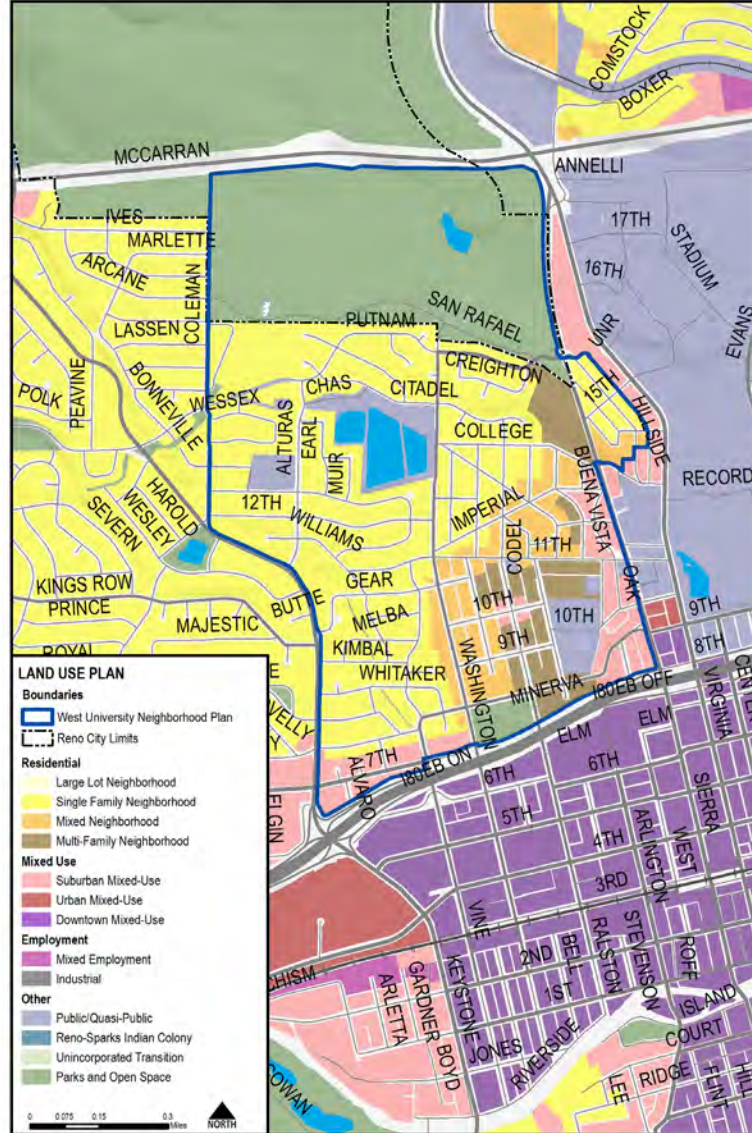 COMSTOCK
BOXER
MCCARRAN
ANNELLI
IVES
17TH
MARLETTE
STADIUM
ARCANE
16TH
COLEMAN
SAN RAFAEL
LASSEN
PUTNAM
UNR
EVANS
BONNEVILLE
CREIGHTON
POLK
PEAVINE
WESSEX
CHAS
CITADEL
15TH
HILLSIDE
ALTURAS
EARL
COLLEGE
MUIR
BUENA VISTA
RECORD
HAROLD
12TH
IMPERIAL
WESLEY
SEVERN
WILLIAMS
CODEL
11TH
KINGS ROW
GEAR
OAK
PRINCE
BUTTE
10TH
10TH
9TH
MAJESTIC
MELBA
8TH
ROYAL
KIMBAL
9TH
WASHINGTON
WHITAKER
MINERVA
I80EB OFF
VIRGINIA
CEN
VELLY
7TH
ALVARO
I80EB ON
ELM
ELM
6TH
6TH
SIERRA
ELGIN
5TH
4TH
ARLINGTON
WEST
3RD
VINE
STEVENSON
CHISM
2ND
BELL
RALSTON
ROFF
ARLETTA
GARDNER
KEYSTONE
1ST
ISLAND
BOYD
JONES
RIVERSIDE
COURT
COWAN
LEE
RIDGE
FLINT
HILL
LAND USE PLAN
Boundaries
West University Neighborhood Plan
Reno City Limits
Residential
Large Lot Neighborhood
Single Family Neighborhood
Mixed Neighborhood
Multi-Family Neighborhood
Mixed Use
Suburban Mixed-Use
Urban Mixed-Use
Downtown Mixed-Use
Employment
Mixed Employment
Industrial
Other
Public/Quasi-Public
Reno-Sparks Indian Colony
Unincorporated Transition
Parks and Open Space
0 0.075 0.15 0.3
Miles
NORTH